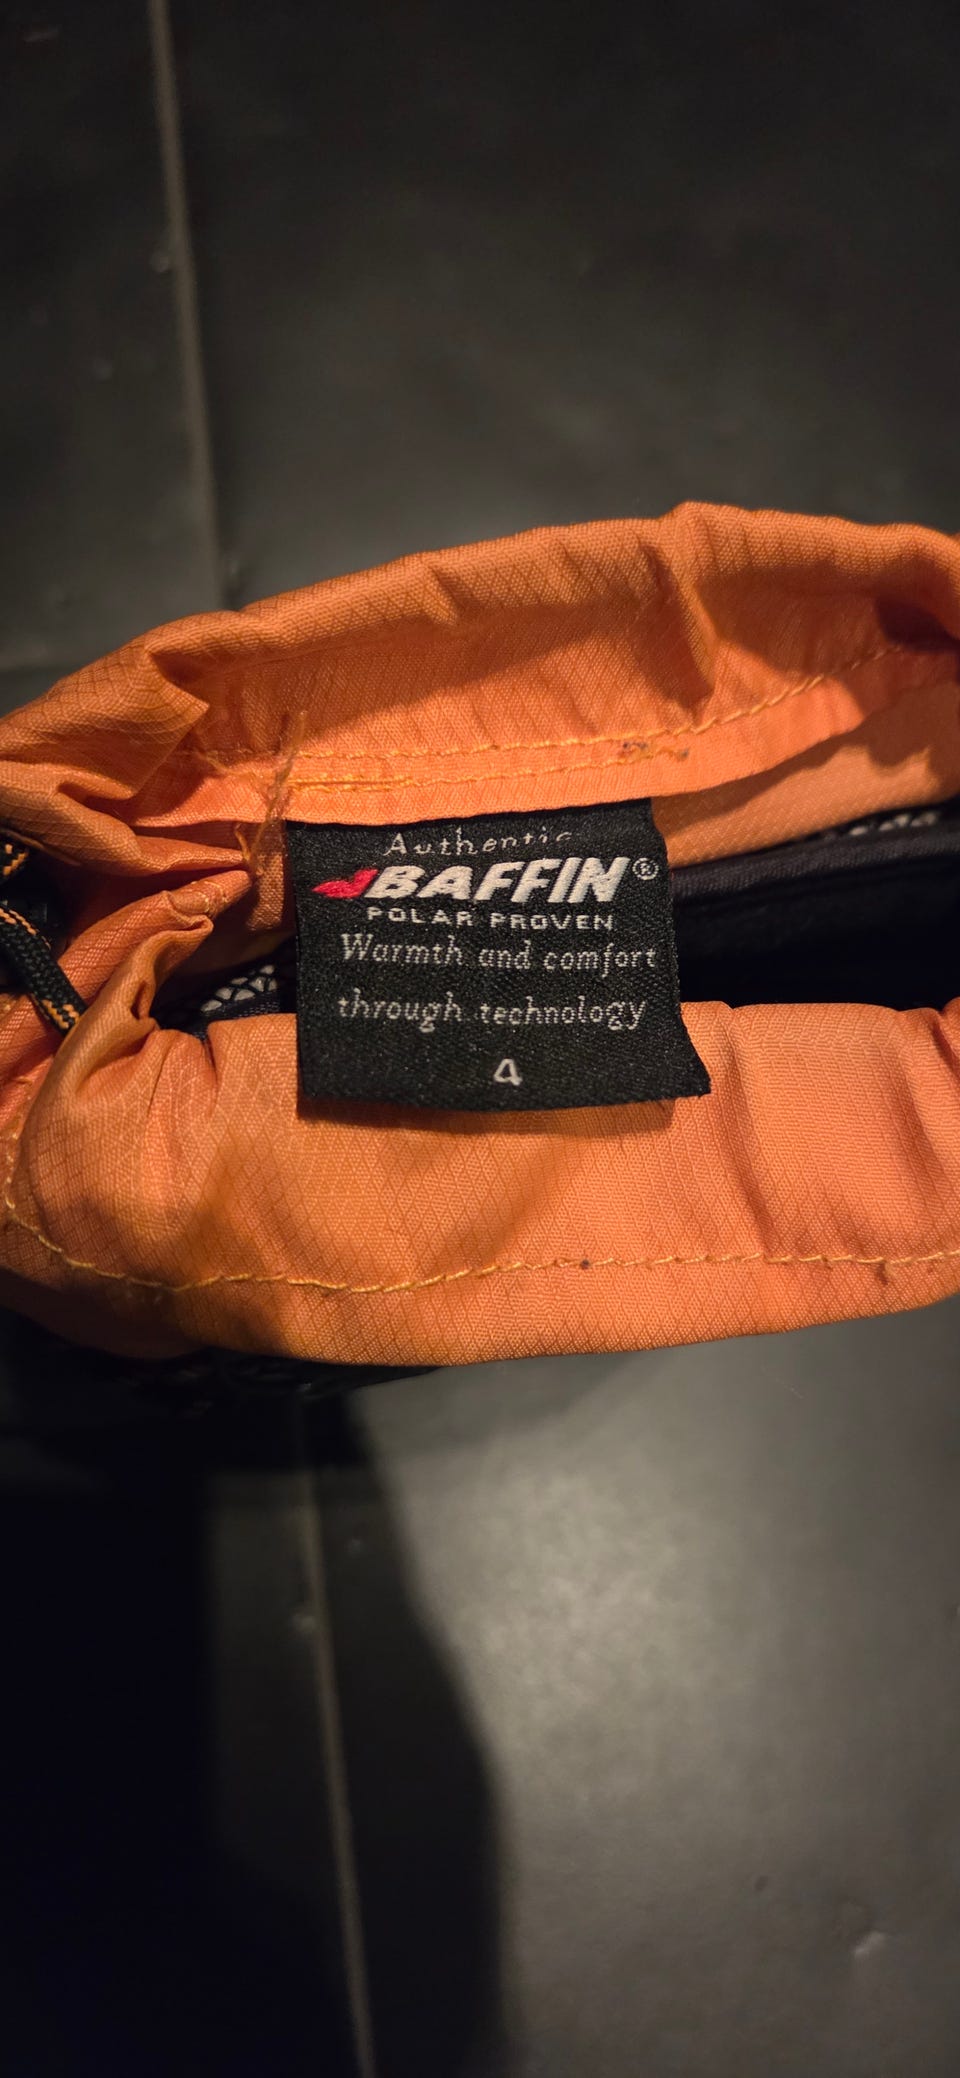 Authentic
BAFFIN®
POLAR PROVEN
Warmth and comfort
through technology
4